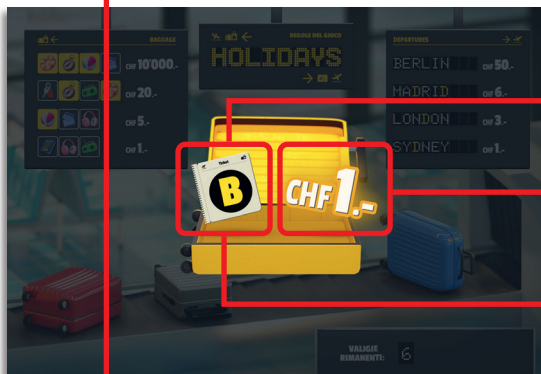 BAGGAGE
CHF 10'000.-
CHF 20.-
CHF 5.-
CHF 1.-
REGOLE DEL GIOCO
HOLIDAYS
DEPARTURES
BERLIN CHF 50.-
MADRID CHF 6.-
LONDON CHF 3.-
SYDNEY CHF 1.-
Ticket
B
CHF 1.-
VALIGIE RIMANENTI: 6